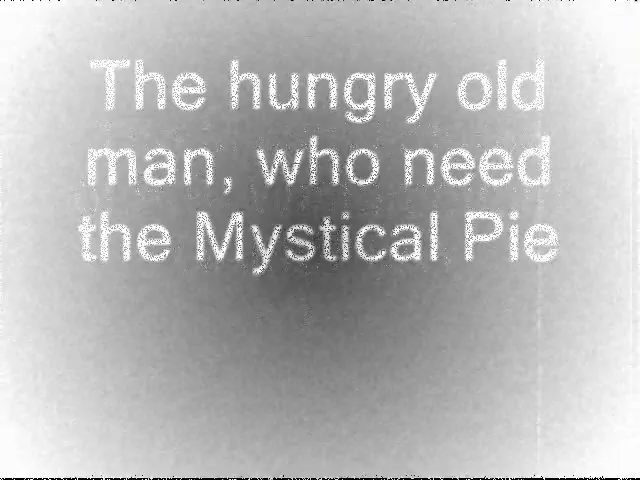 The hungry old
man, who need
the Mystical Pie